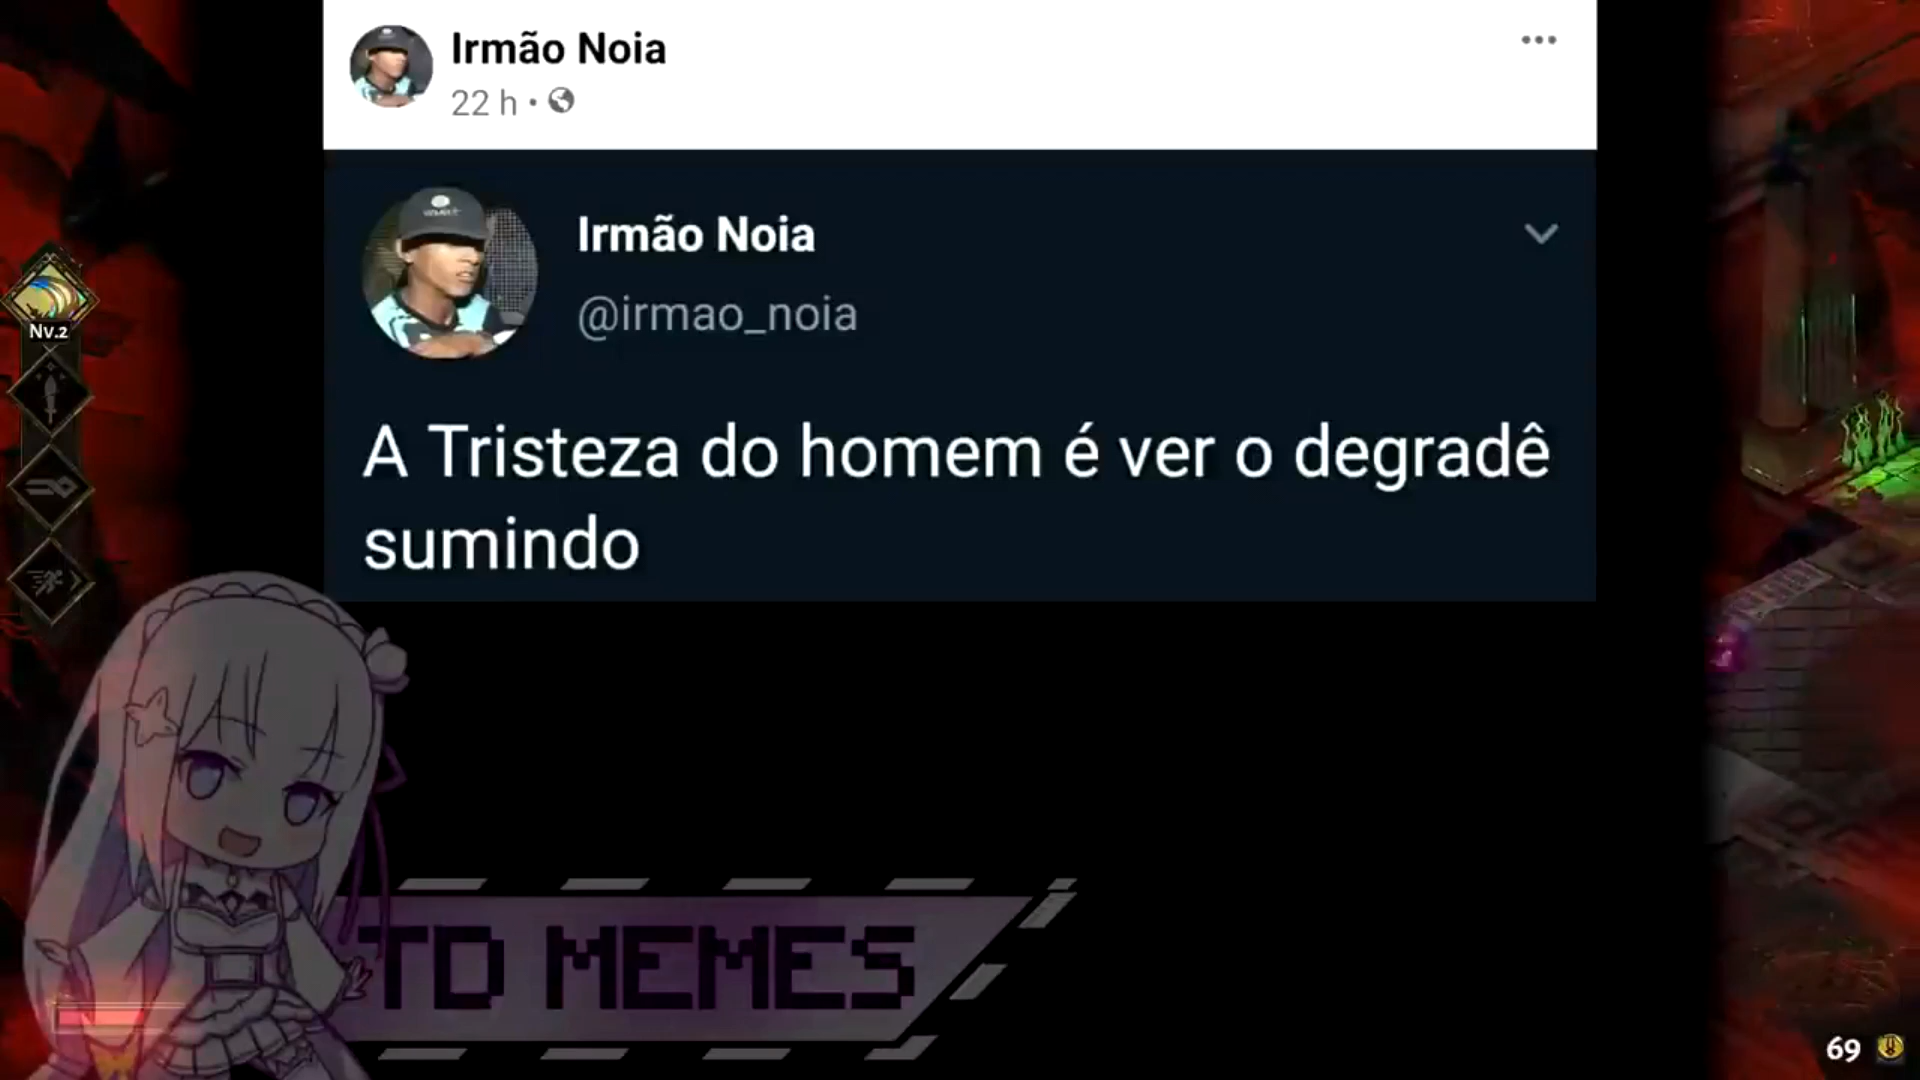 Irmão Noia
22 h •
Irmão Noia
@irmao_noia
A Tristeza do homem é ver o degradê
sumindo
Nv.2
TD MEMES
69